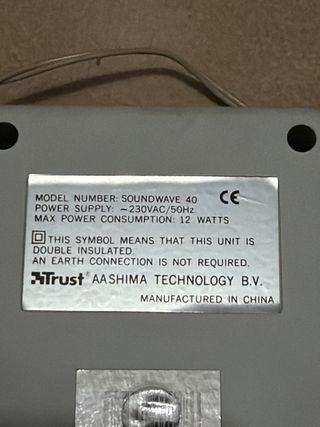 MODEL NUMBER: SOUNDWAVE 40 CE
POWER SUPPLY: ~230VAC/50Hz
MAX POWER CONSUMPTION: 12 WATTS
THIS SYMBOL MEANS THAT THIS UNIT IS
DOUBLE INSULATED.
AN EARTH CONNECTION IS NOT REQUIRED.
Trust® AASHIMA TECHNOLOGY B.V.
MANUFACTURED IN CHINA